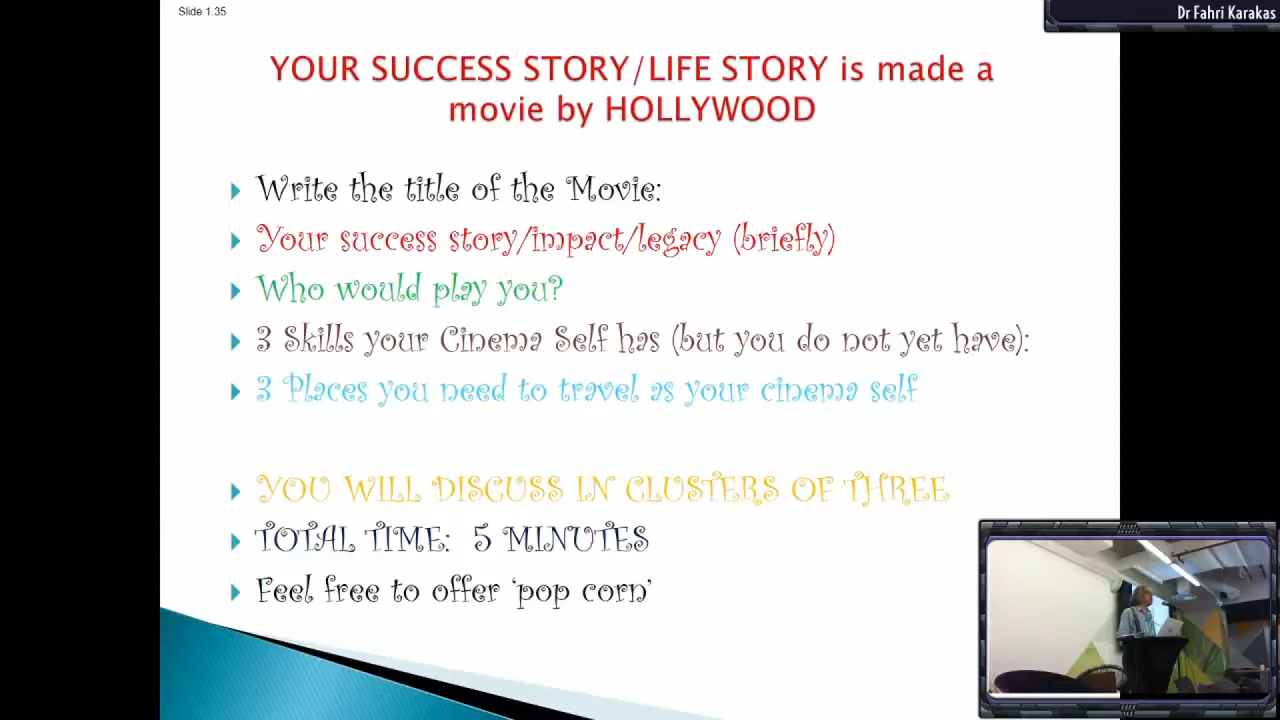 Slide 1.35
Dr Fahri Karakas
YOUR SUCCESS STORY/LIFE STORY is made a
movie by HOLLYWOOD
Write the title of the Movie:
Your success story/impact/legacy (briefly)
Who would play you?
3 Skills your Cinema Self has (but you do not yet have):
3 Places you need to travel as your cinema self
YOU WILL DISCUSS IN CLUSTERS OF THREE
TOTAL TIME: 5 MINUTES
Feel free to offer 'pop corn'